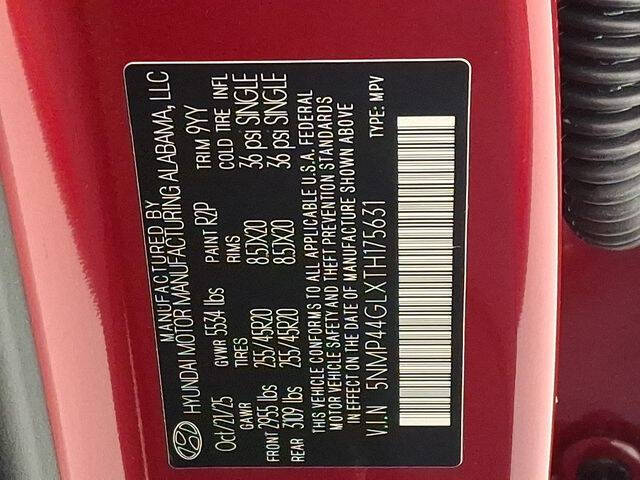 MANUFACTURED BY
HYUNDAI MOTOR MANUFACTURING ALABAMA, LLC
Oct/21/25 GVWR 5534 lbs PAINT R2P TRIM 9YY
GAWR TIRES RIMS COLD TIRE INFL
FRONT 2955 lbs 255/45R20 8.5JX20 36 psi SINGLE
REAR 3109 lbs 255/45R20 8.5JX20 36 psi SINGLE
THIS VEHICLE CONFORMS TO ALL APPLICABLE U.S.A. FEDERAL
MOTOR VEHICLE SAFETY AND THEFT PREVENTION STANDARDS
IN EFFECT ON THE DATE OF MANUFACTURE SHOWN ABOVE
V.I.N 5NMP44GLXTH175631 TYPE: MPV